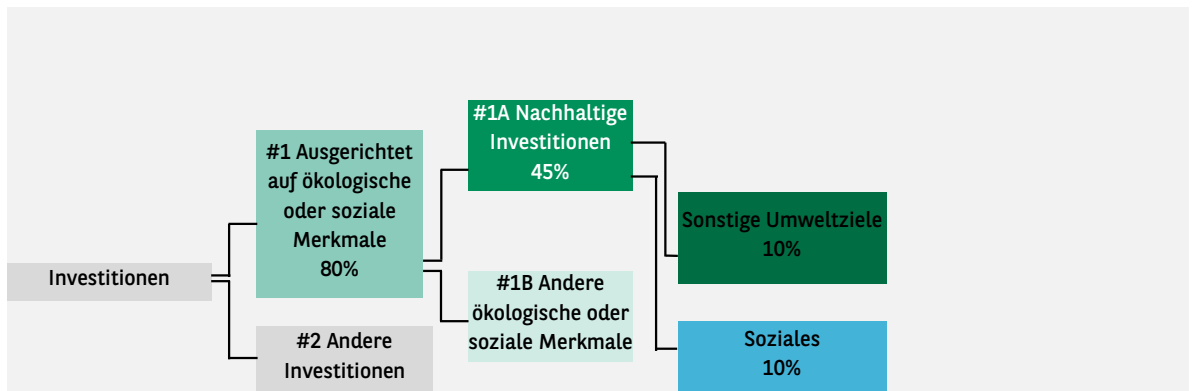 Investitionen
#1 Ausgerichtet
auf ökologische
oder soziale
Merkmale
80%
#2 Andere
Investitionen
#1A Nachhaltige
Investitionen
45%
#1B Andere
ökologische oder
soziale Merkmale
Sonstige Umweltziele
10%
Soziales
10%